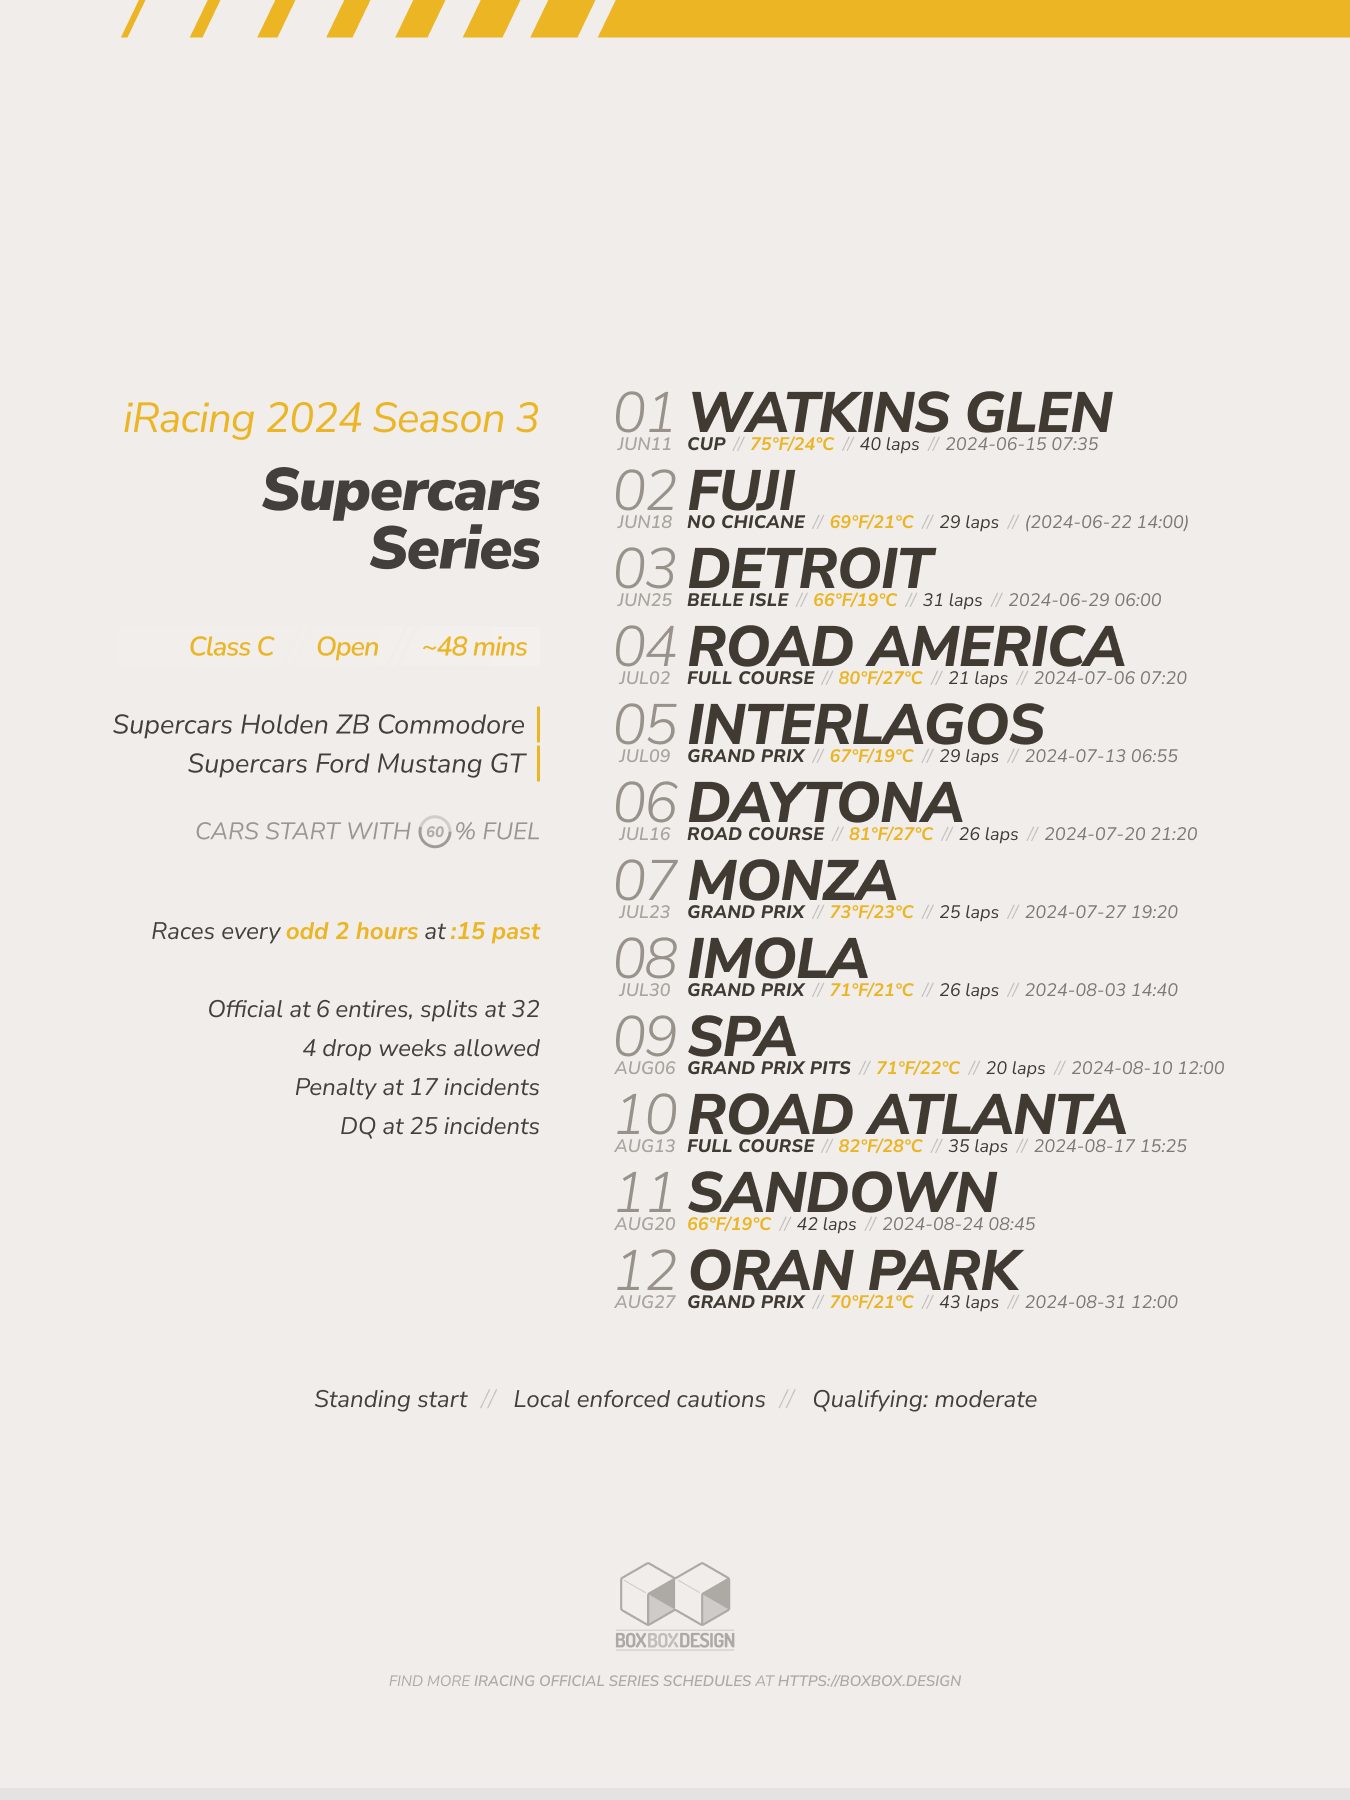 iRacing 2024 Season 3
Supercars
Series
Class C Open ~48 mins
Supercars Holden ZB Commodore
Supercars Ford Mustang GT
CARS START WITH 60 % FUEL
Races every odd 2 hours at :15 past
Official at 6 entires, splits at 32
4 drop weeks allowed
Penalty at 17 incidents
DQ at 25 incidents
01 WATKINS GLEN
JUN11 CUP // 75°F/24°C // 40 laps // 2024-06-15 07:35
02 FUJI
JUN18 NO CHICANE // 69°F/21°C // 29 laps // (2024-06-22 14:00)
03 DETROIT
JUN25 BELLE ISLE // 66°F/19°C // 31 laps // 2024-06-29 06:00
04 ROAD AMERICA
JUL02 FULL COURSE // 80°F/27°C // 21 laps // 2024-07-06 07:20
05 INTERLAGOS
JUL09 GRAND PRIX // 67°F/19°C // 29 laps // 2024-07-13 06:55
06 DAYTONA
JUL16 ROAD COURSE // 81°F/27°C // 26 laps // 2024-07-20 21:20
07 MONZA
JUL23 GRAND PRIX // 73°F/23°C // 25 laps // 2024-07-27 19:20
08 IMOLA
JUL30 GRAND PRIX // 71°F/21°C // 26 laps // 2024-08-03 14:40
09 SPA
AUG06 GRAND PRIX PITS // 71°F/22°C // 20 laps // 2024-08-10 12:00
10 ROAD ATLANTA
AUG13 FULL COURSE // 82°F/28°C // 35 laps // 2024-08-17 15:25
11 SANDOWN
AUG20 66°F/19°C // 42 laps // 2024-08-24 08:45
12 ORAN PARK
AUG27 GRAND PRIX // 70°F/21°C // 43 laps // 2024-08-31 12:00
Standing start // Local enforced cautions // Qualifying: moderate
BOXBOXDESIGN
FIND MORE IRACING OFFICIAL SERIES SCHEDULES AT HTTPS://BOXBOX.DESIGN